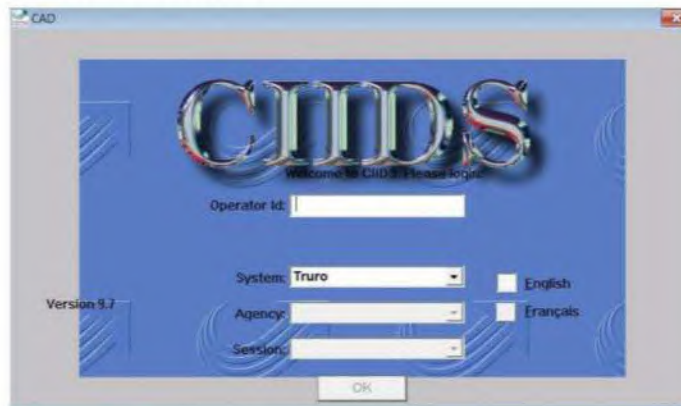 CAD
CIIDS
Welcome to CIIDS. Please login.
Operator Id:
System: Truro
English
Version 9.7
Agency:
Français
Session:
OK